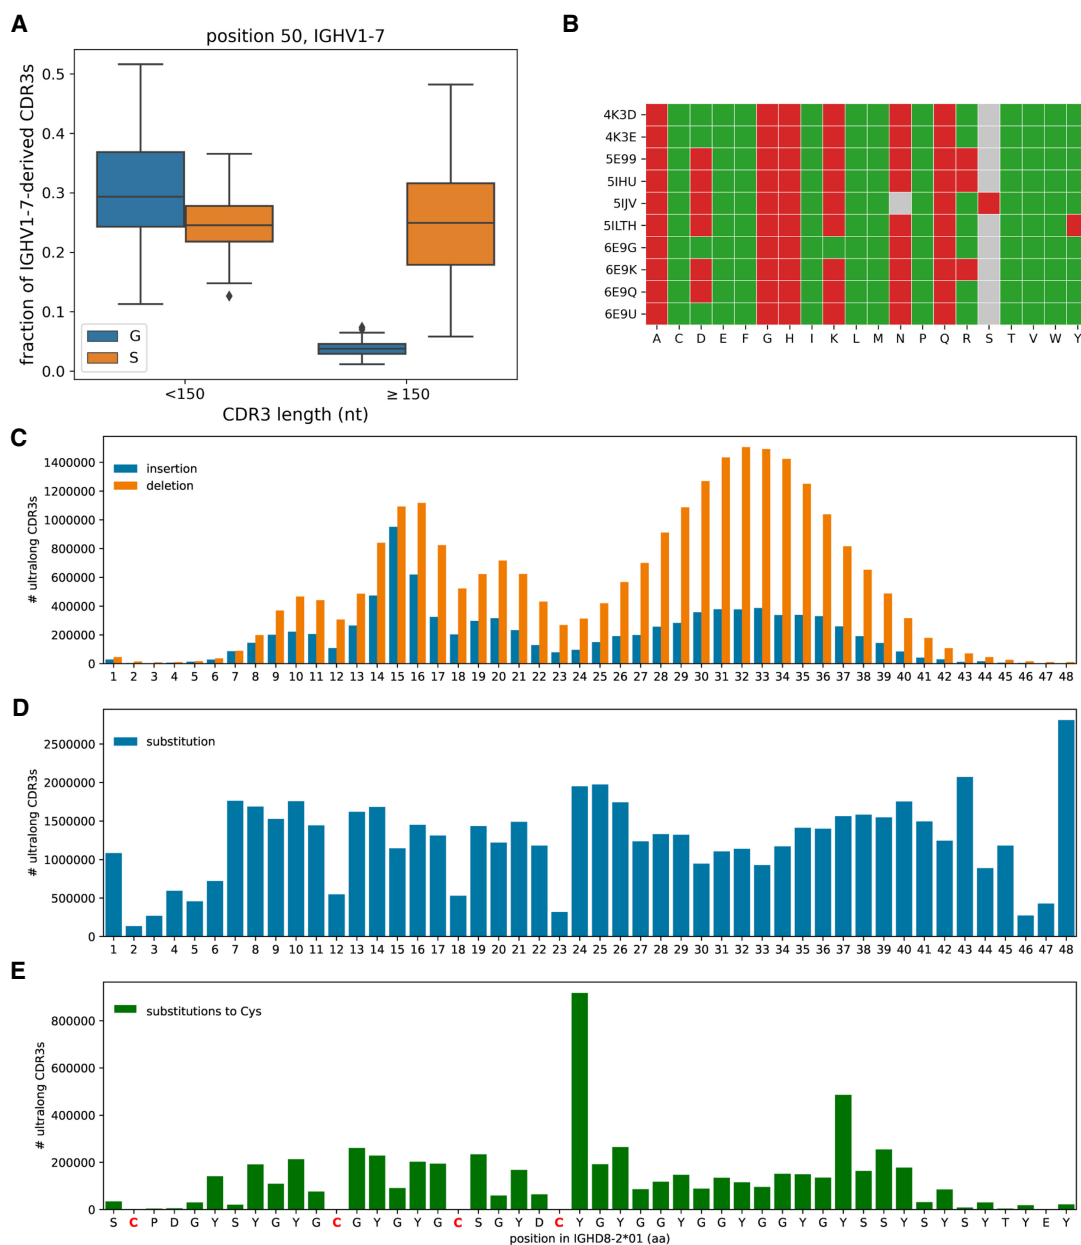 A
position 50, IGHV1-7
fraction of IGHV1-7-derived CDR3s
0.5
0.4
0.3
0.2
0.1
0.0
G
S
<150
≥ 150
CDR3 length (nt)
B
4K3D
4K3E
5E99
5IHU
5IJV
5ILTH
6E9G
6E9K
6E9Q
6E9U
A C D E F G H I K L M N P Q R S T V W Y
C
# ultralong CDR3s
1400000
1200000
1000000
800000
600000
400000
200000
0
insertion
deletion
1 2 3 4 5 6 7 8 9 10 11 12 13 14 15 16 17 18 19 20 21 22 23 24 25 26 27 28 29 30 31 32 33 34 35 36 37 38 39 40 41 42 43 44 45 46 47 48
D
# ultralong CDR3s
2500000
2000000
1500000
1000000
500000
0
substitution
1 2 3 4 5 6 7 8 9 10 11 12 13 14 15 16 17 18 19 20 21 22 23 24 25 26 27 28 29 30 31 32 33 34 35 36 37 38 39 40 41 42 43 44 45 46 47 48
E
# ultralong CDR3s
800000
600000
400000
200000
0
substitutions to Cys
S C P D G Y S Y G Y G C G Y G Y G C S G Y D C Y G Y G G Y G G Y G G Y G Y S S Y S Y S Y T Y E Y
position in IGHD8-2*01 (aa)